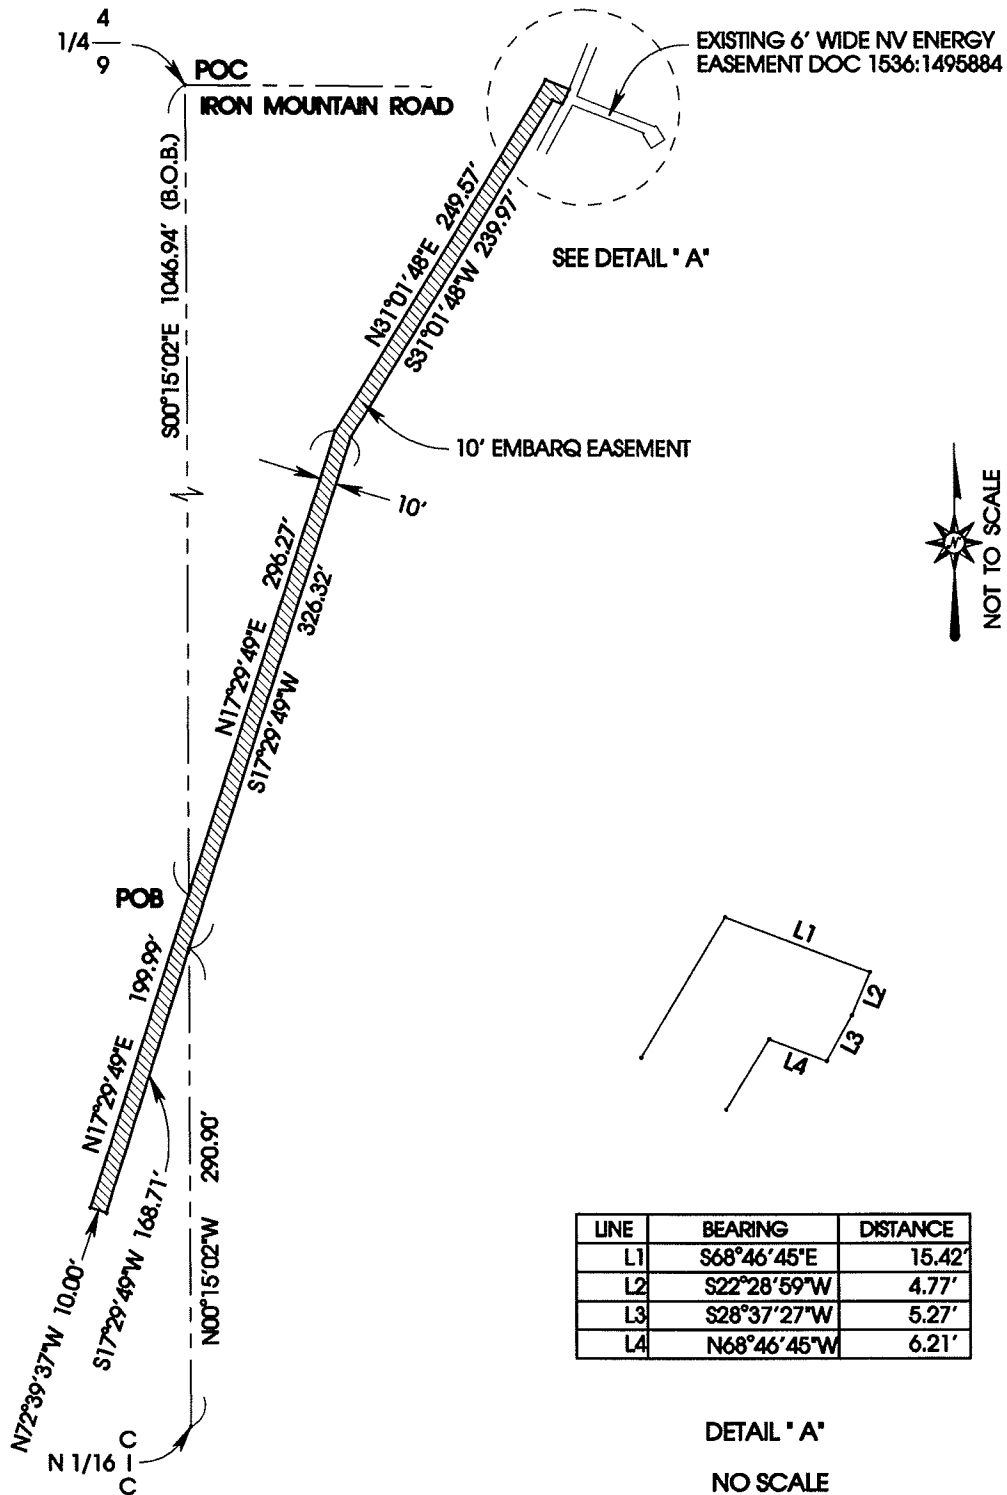 4
1/4
9
POC
IRON MOUNTAIN ROAD
EXISTING 6' WIDE NV ENERGY
EASEMENT DOC 1536:1495884
S00°15'02"E 1046.94' (B.O.B.)
N31°01'48"E 249.57'
S31°01'48"W 239.97'
SEE DETAIL "A"
10' EMBARQ EASEMENT
10'
N
NOT TO SCALE
N17°29'49"E 296.27'
S17°29'49"W 326.32'
POB
N17°29'49"E 199.99'
S17°29'49"W 168.71'
N00°15'02"W 290.90'
N72°39'37"W 10.00'
C
N 1/16
C
L1
L2
L3
L4
LINE BEARING DISTANCE
L1 S68°46'45"E 15.42'
L2 S22°28'59"W 4.77'
L3 S28°37'27"W 5.27'
L4 N68°46'45"W 6.21'
DETAIL "A"
NO SCALE